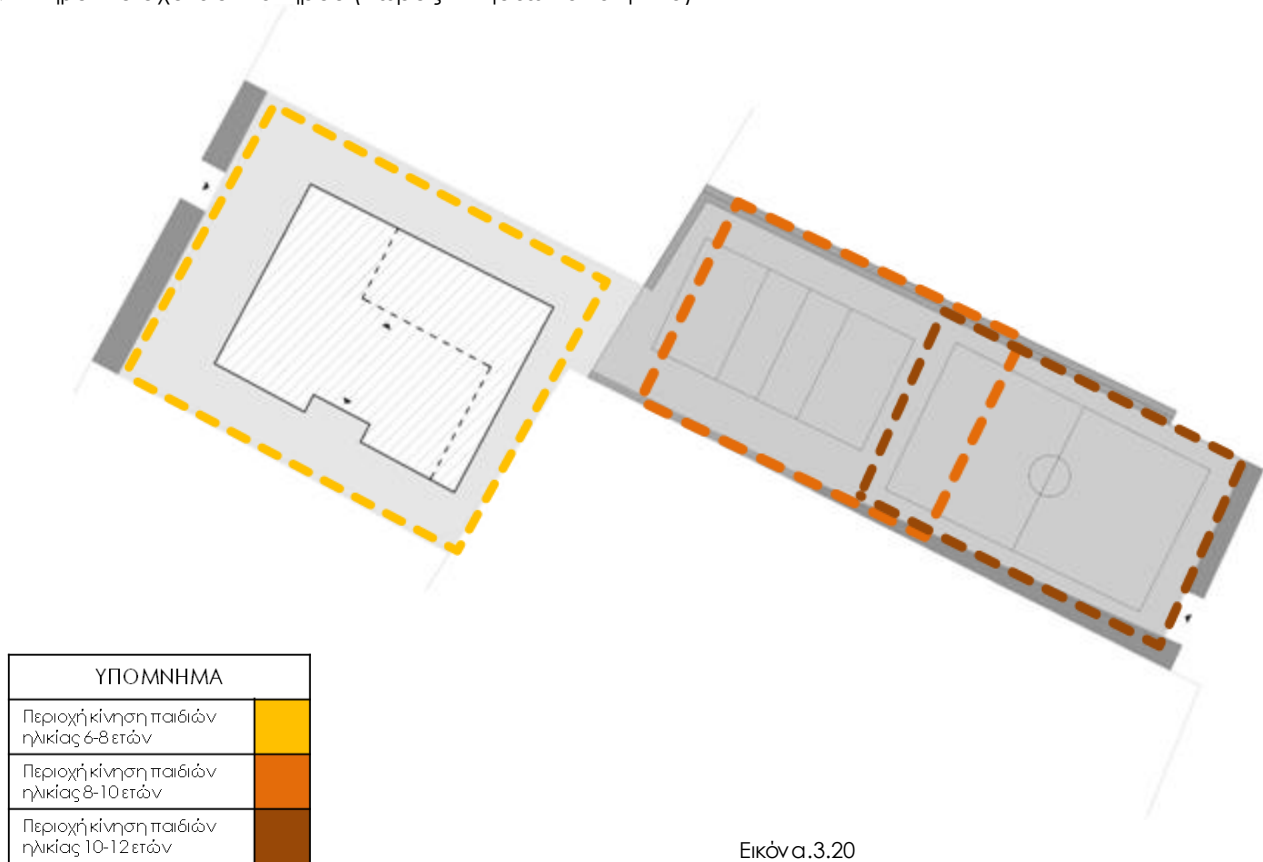 ΥΠΟΜΝΗΜΑ
Περιοχή κίνηση παιδιών
ηλικίας 6-8 ετών
Περιοχή κίνηση παιδιών
ηλικίας 8-10 ετών
Περιοχή κίνηση παιδιών
ηλικίας 10-12 ετών
Εικόνα.3.20